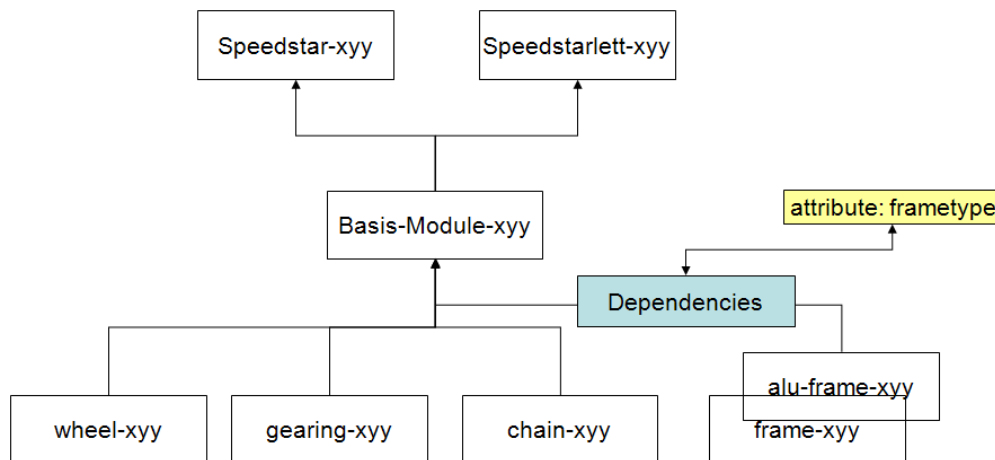 Speedstar-xyy
Speedstarlett-xyy
Basis-Module-xyy
attribute: frametype
Dependencies
alu-frame-xyy
wheel-xyy
gearing-xyy
chain-xyy
frame-xyy